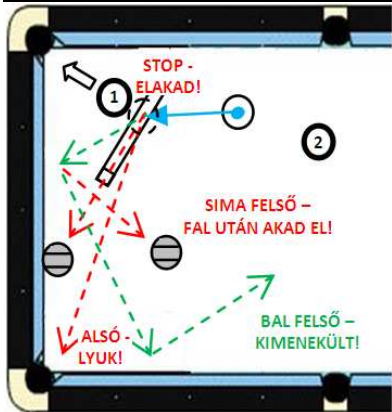 STOP -
ELAKAD!
1
2
SIMA FELSŐ –
FAL UTÁN AKAD EL!
BAL FELSŐ –
KIMENEKÜLT!
ALSÓ -
LYUK!